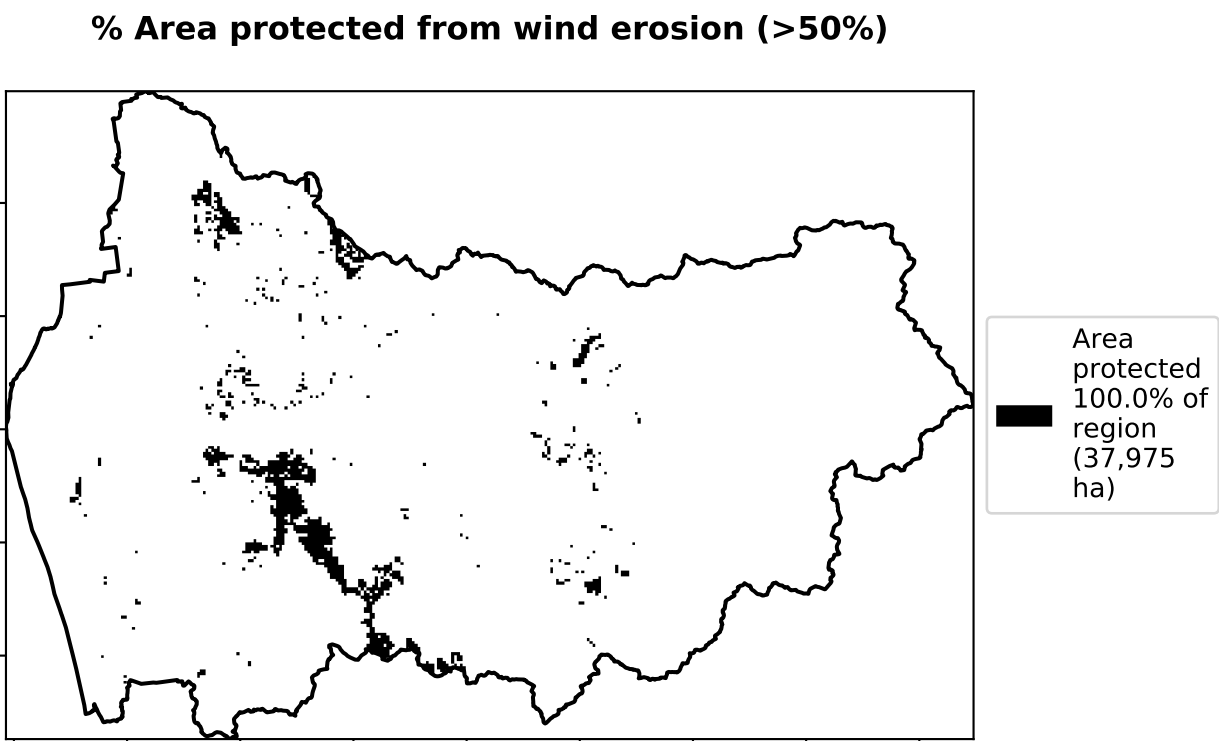 % Area protected from wind erosion (>50%)
Area
protected
100.0% of
region
(37,975
ha)